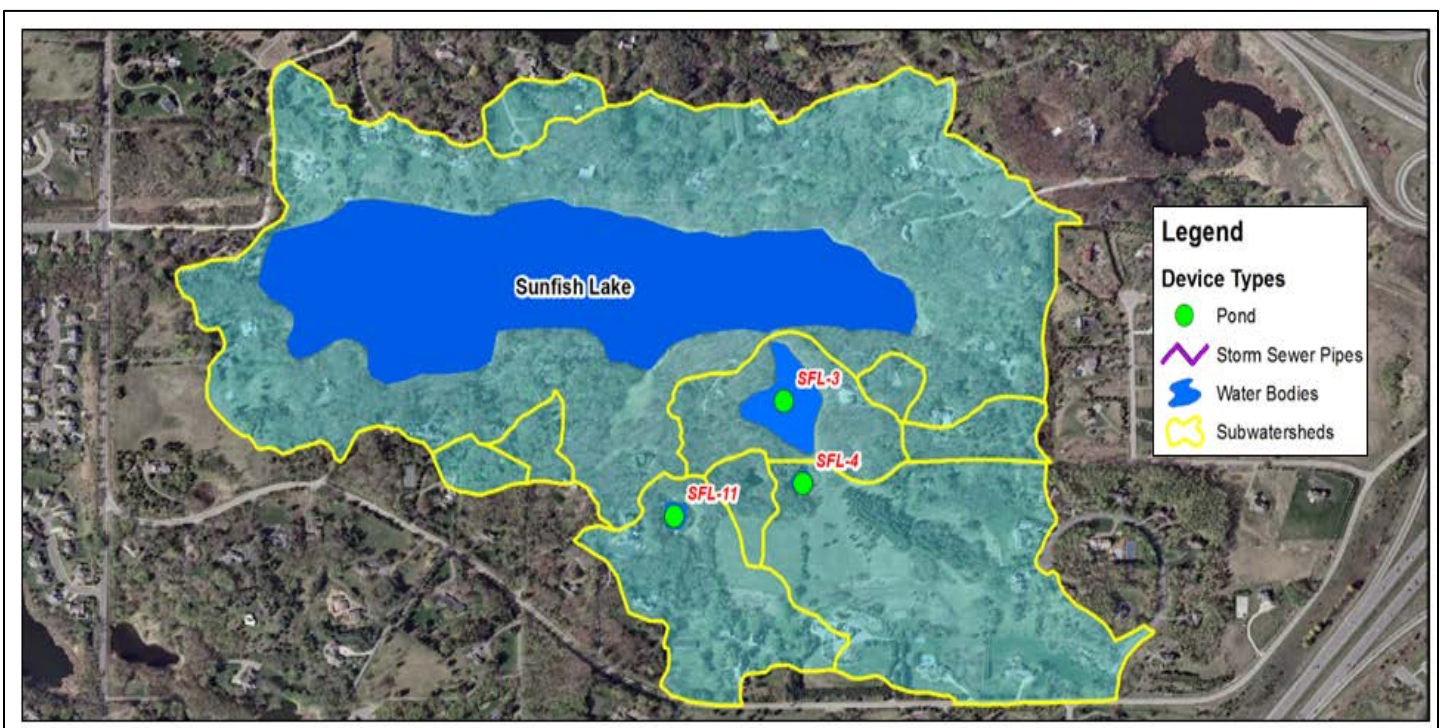 Sunfish Lake
SFL-3
SFL-4
SFL-11
Legend
Device Types
Pond
Storm Sewer Pipes
Water Bodies
Subwatersheds